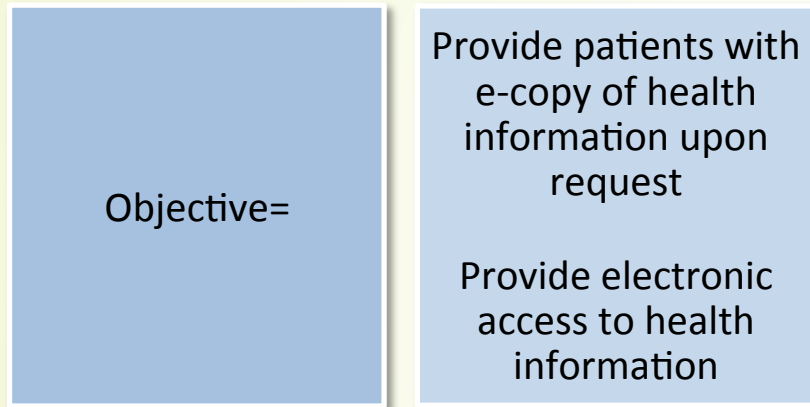 Objective=
Provide patients with
e-copy of health
information upon
request
Provide electronic
access to health
information